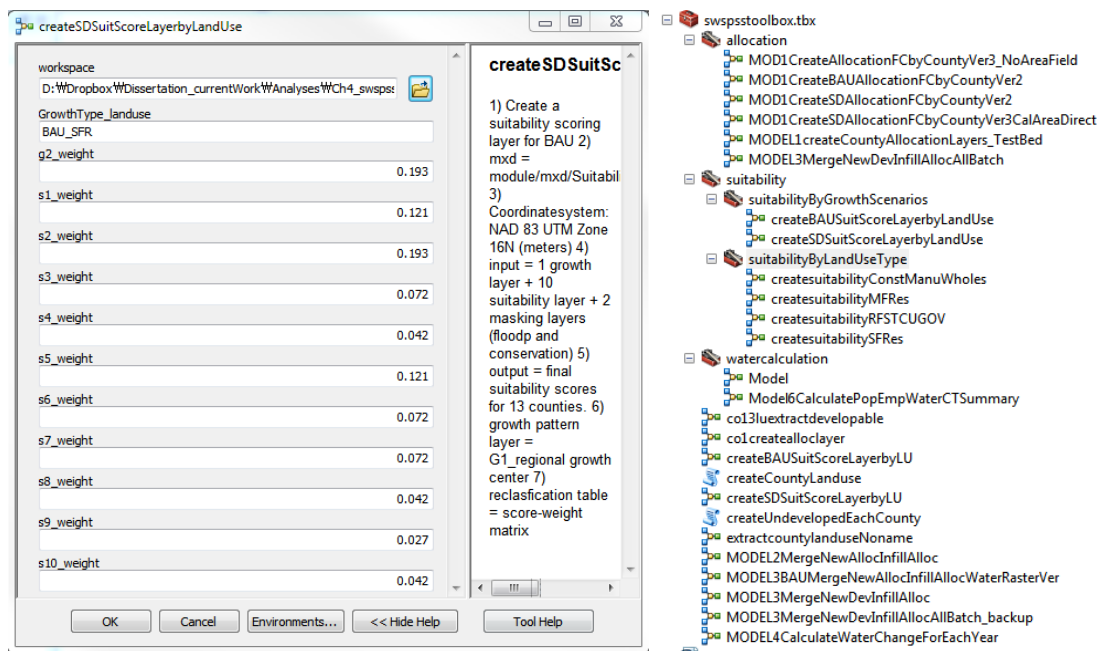 createSDSuitScoreLayerbyLandUse
workspace
D:₩Dropbox₩Dissertation_currentWork₩Analyses₩Ch4_swsps
GrowthType_landuse
BAU_SFR
g2_weight
0.193
s1_weight
0.121
s2_weight
0.193
s3_weight
0.072
s4_weight
0.042
s5_weight
0.121
s6_weight
0.072
s7_weight
0.072
s8_weight
0.042
s9_weight
0.027
s10_weight
0.042
createSDSuitSc
1) Create a
suitability scoring
layer for BAU 2)
mxd =
module/mxd/Suitabil
3)
Coordinatesystem:
NAD 83 UTM Zone
16N (meters) 4)
input = 1 growth
layer + 10
suitability layer + 2
masking layers
(floodp and
conservation) 5)
output = final
suitability scores
for 13 counties. 6)
growth pattern
layer =
G1_regional growth
center 7)
reclasfication table
= score-weight
matrix
OK
Cancel
Environments...
<< Hide Help
Tool Help
swspsstoolbox.tbx
allocation
MOD1CreateAllocationFCbyCountyVer3_NoAreaField
MOD1CreateBAUAllocationFCbyCountyVer2
MOD1CreateSDAllocationFCbyCountyVer2
MOD1CreateSDAllocationFCbyCountyVer3CalAreaDirect
MODEL1createCountyAllocationLayers_TestBed
MODEL3MergeNewDevInfillAllocAllBatch
suitability
suitabilityByGrowthScenarios
createBAUSuitScoreLayerbyLandUse
createSDSuitScoreLayerbyLandUse
suitabilityByLandUseType
createsuitabilityConstManuWholes
createsuitabilityMFRes
createsuitabilityRFSTCUGOV
createsuitabilitySFRes
watercalculation
Model
Model6CalculatePopEmpWaterCTSummary
co13luextractdevelopable
co1createalloclayer
createBAUSuitScoreLayerbyLU
createCountyLanduse
createSDSuitScoreLayerbyLU
createUndevelopedEachCounty
extractcountylanduseNoname
MODEL2MergeNewAllocInfillAlloc
MODEL3BAUMergeNewAllocInfillAllocWaterRasterVer
MODEL3MergeNewDevInfillAlloc
MODEL3MergeNewDevInfillAllocAllBatch_backup
MODEL4CalculateWaterChangeForEachYear